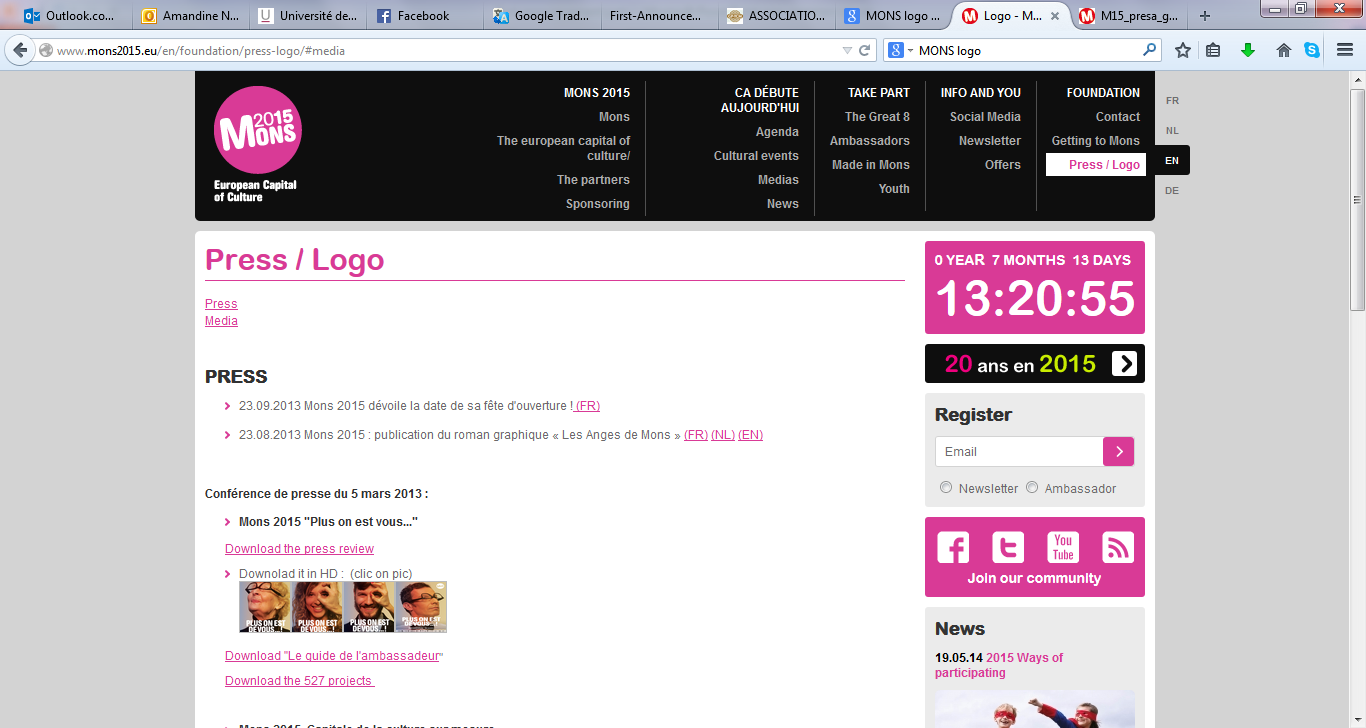 Outlook.co... Amandine N... Université de... Facebook Google Trad... First-Announce... ASSOCIATIO... MONS logo ... Logo - M... M15_presa_g...
www.mons2015.eu/en/foundation/press-logo/#media MONS logo
2015
MONS
European Capital
of Culture
MONS 2015
Mons
The european capital of
culture/
The partners
Sponsoring
CA DÉBUTE
AUJOURD'HUI
Agenda
Cultural events
Medias
News
TAKE PART
The Great 8
Ambassadors
Made in Mons
Youth
INFO AND YOU
Social Media
Newsletter
Offers
FOUNDATION
Contact
Getting to Mons
Press / Logo
FR
NL
EN
DE
Press / Logo
Press
Media
PRESS
23.09.2013 Mons 2015 dévoile la date de sa fête d'ouverture ! (FR)
23.08.2013 Mons 2015 : publication du roman graphique « Les Anges de Mons » (FR) (NL) (EN)
Conférence de presse du 5 mars 2013 :
Mons 2015 "Plus on est vous..."
Download the press review
Downolad it in HD : (clic on pic)
PLUS ON EST
DE VOUS...!
PLUS ON EST
DE VOUS...!
PLUS ON EST
DE VOUS...!
PLUS ON EST
DE VOUS...!
Download "Le guide de l'ambassadeur"
Download the 527 projects
0 YEAR 7 MONTHS 13 DAYS
13:20:55
20 ans en 2015
Register
Email
Newsletter Ambassador
You
Tube
Join our community
News
19.05.14 2015 Ways of
participating